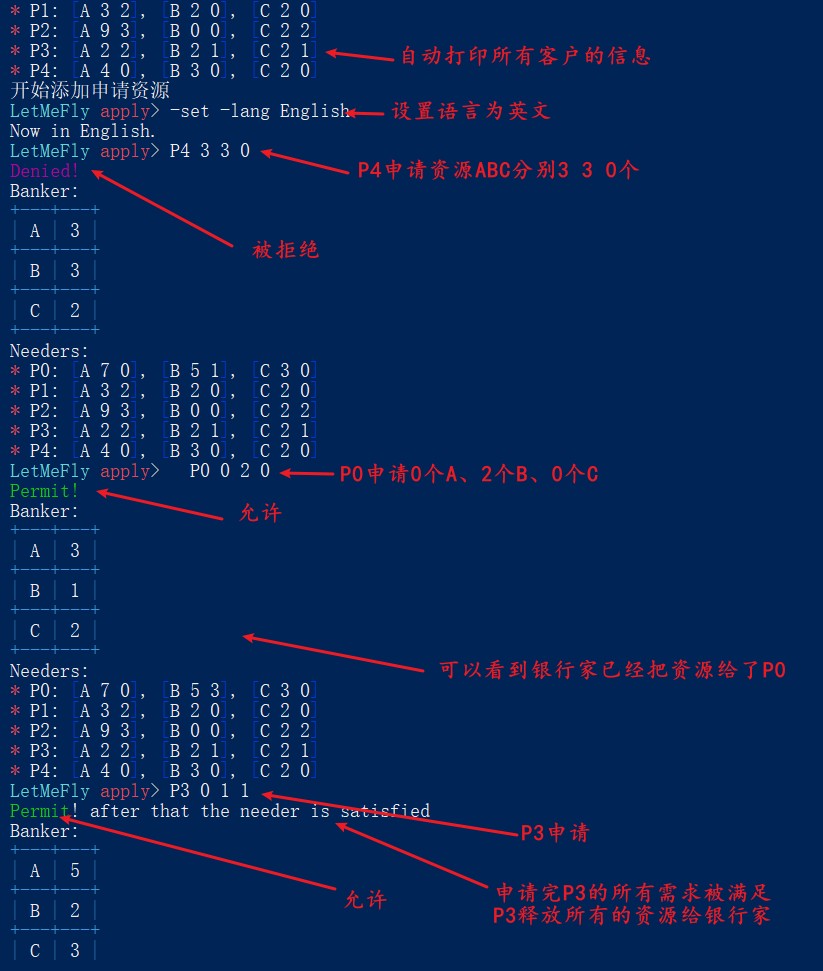 * P1: [A 3 2], [B 2 0], [C 2 0]
* P2: [A 9 3], [B 0 0], [C 2 2]
* P3: [A 2 2], [B 2 1], [C 2 1]
自动打印所有客户的信息
* P4: [A 4 0], [B 3 0], [C 2 0]
开始添加申请资源
LetMeFly apply> -set -lang English
设置语言为英文
Now in English.
LetMeFly apply> P4 3 3 0
P4申请资源ABC分别3 3 0个
Denied!
Banker:
+---+---+
| A | 3 |
+---+---+
被拒绝
| B | 3 |
+---+---+
| C | 2 |
+---+---+
Needers:
* P0: [A 7 0], [B 5 1], [C 3 0]
* P1: [A 3 2], [B 2 0], [C 2 0]
* P2: [A 9 3], [B 0 0], [C 2 2]
* P3: [A 2 2], [B 2 1], [C 2 1]
* P4: [A 4 0], [B 3 0], [C 2 0]
LetMeFly apply>   P0 0 2 0
P0申请0个A、2个B、0个C
Permit!
允许
Banker:
+---+---+
| A | 3 |
+---+---+
| B | 1 |
+---+---+
| C | 2 |
+---+---+
可以看到银行家已经把资源给了P0
Needers:
* P0: [A 7 0], [B 5 3], [C 3 0]
* P1: [A 3 2], [B 2 0], [C 2 0]
* P2: [A 9 3], [B 0 0], [C 2 2]
* P3: [A 2 2], [B 2 1], [C 2 1]
* P4: [A 4 0], [B 3 0], [C 2 0]
LetMeFly apply> P3 0 1 1
Permit! after that the needer is satisfied
P3申请
Banker:
+---+---+
| A | 5 |
+---+---+
允许
申请完P3的所有需求被满足
P3释放所有的资源给银行家
| B | 2 |
+---+---+
| C | 3 |